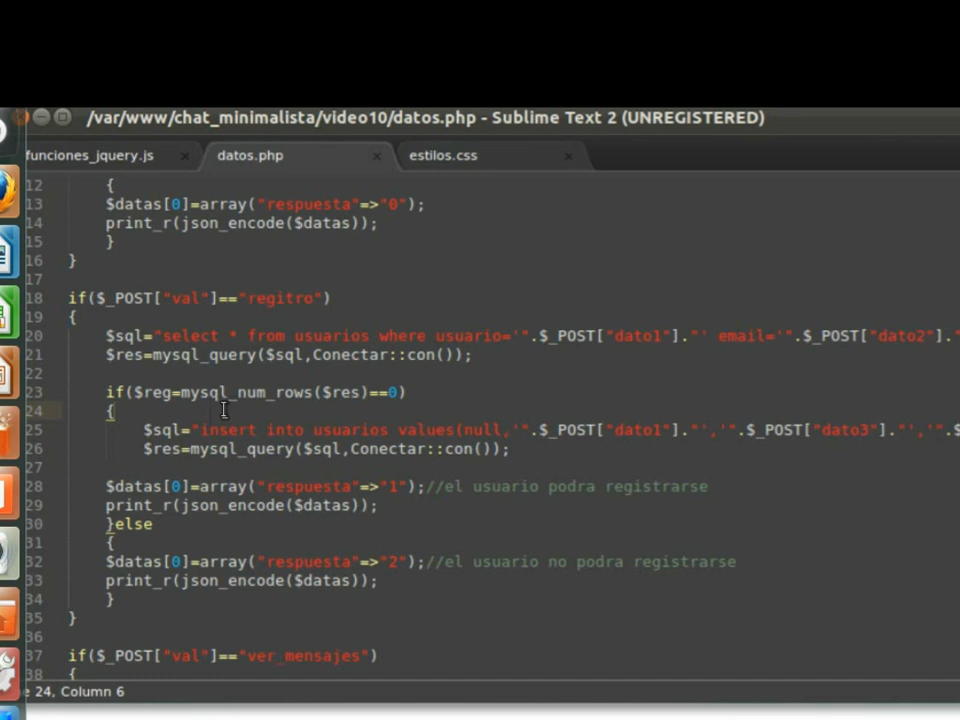 /var/www/chat_minimalista/video10/datos.php - Sublime Text 2 (UNREGISTERED)
funciones_jquery.js × datos.php × estilos.css ×
12 {
13 $datas[0]=array("respuesta"=>"0");
14 print_r(json_encode($datas));
15 }
16 }
17
18 if($_POST["val"]=="regitro")
19 {
20 $sql="select * from usuarios where usuario='".$_POST["dato1"]."' email='".$_POST["dato2"]."
21 $res=mysql_query($sql,Conectar::con());
22
23 if($reg=mysql_num_rows($res)==0)
24 {
25 $sql="insert into usuarios values(null,'".$_POST["dato1"]."','".$_POST["dato3"]."','".$
26 $res=mysql_query($sql,Conectar::con());
27
28 $datas[0]=array("respuesta"=>"1");//el usuario podra registrarse
29 print_r(json_encode($datas));
30 }else
31 {
32 $datas[0]=array("respuesta"=>"2");//el usuario no podra registrarse
33 print_r(json_encode($datas));
34 }
35 }
36
37 if($_POST["val"]=="ver_mensajes")
38 {
e 24, Column 6